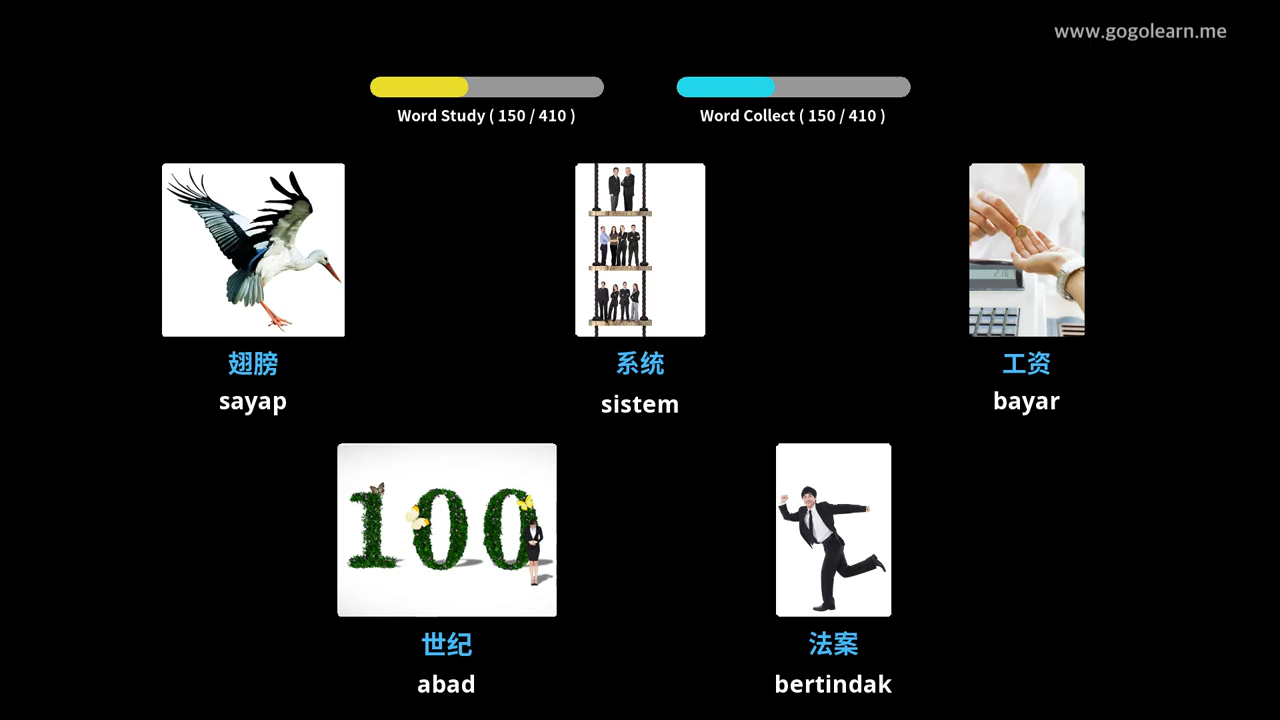 www.gogolearn.me
Word Study ( 150 / 410 )
Word Collect ( 150 / 410 )
翅膀
sayap
系统
sistem
工资
bayar
100
世纪
abad
法案
bertindak